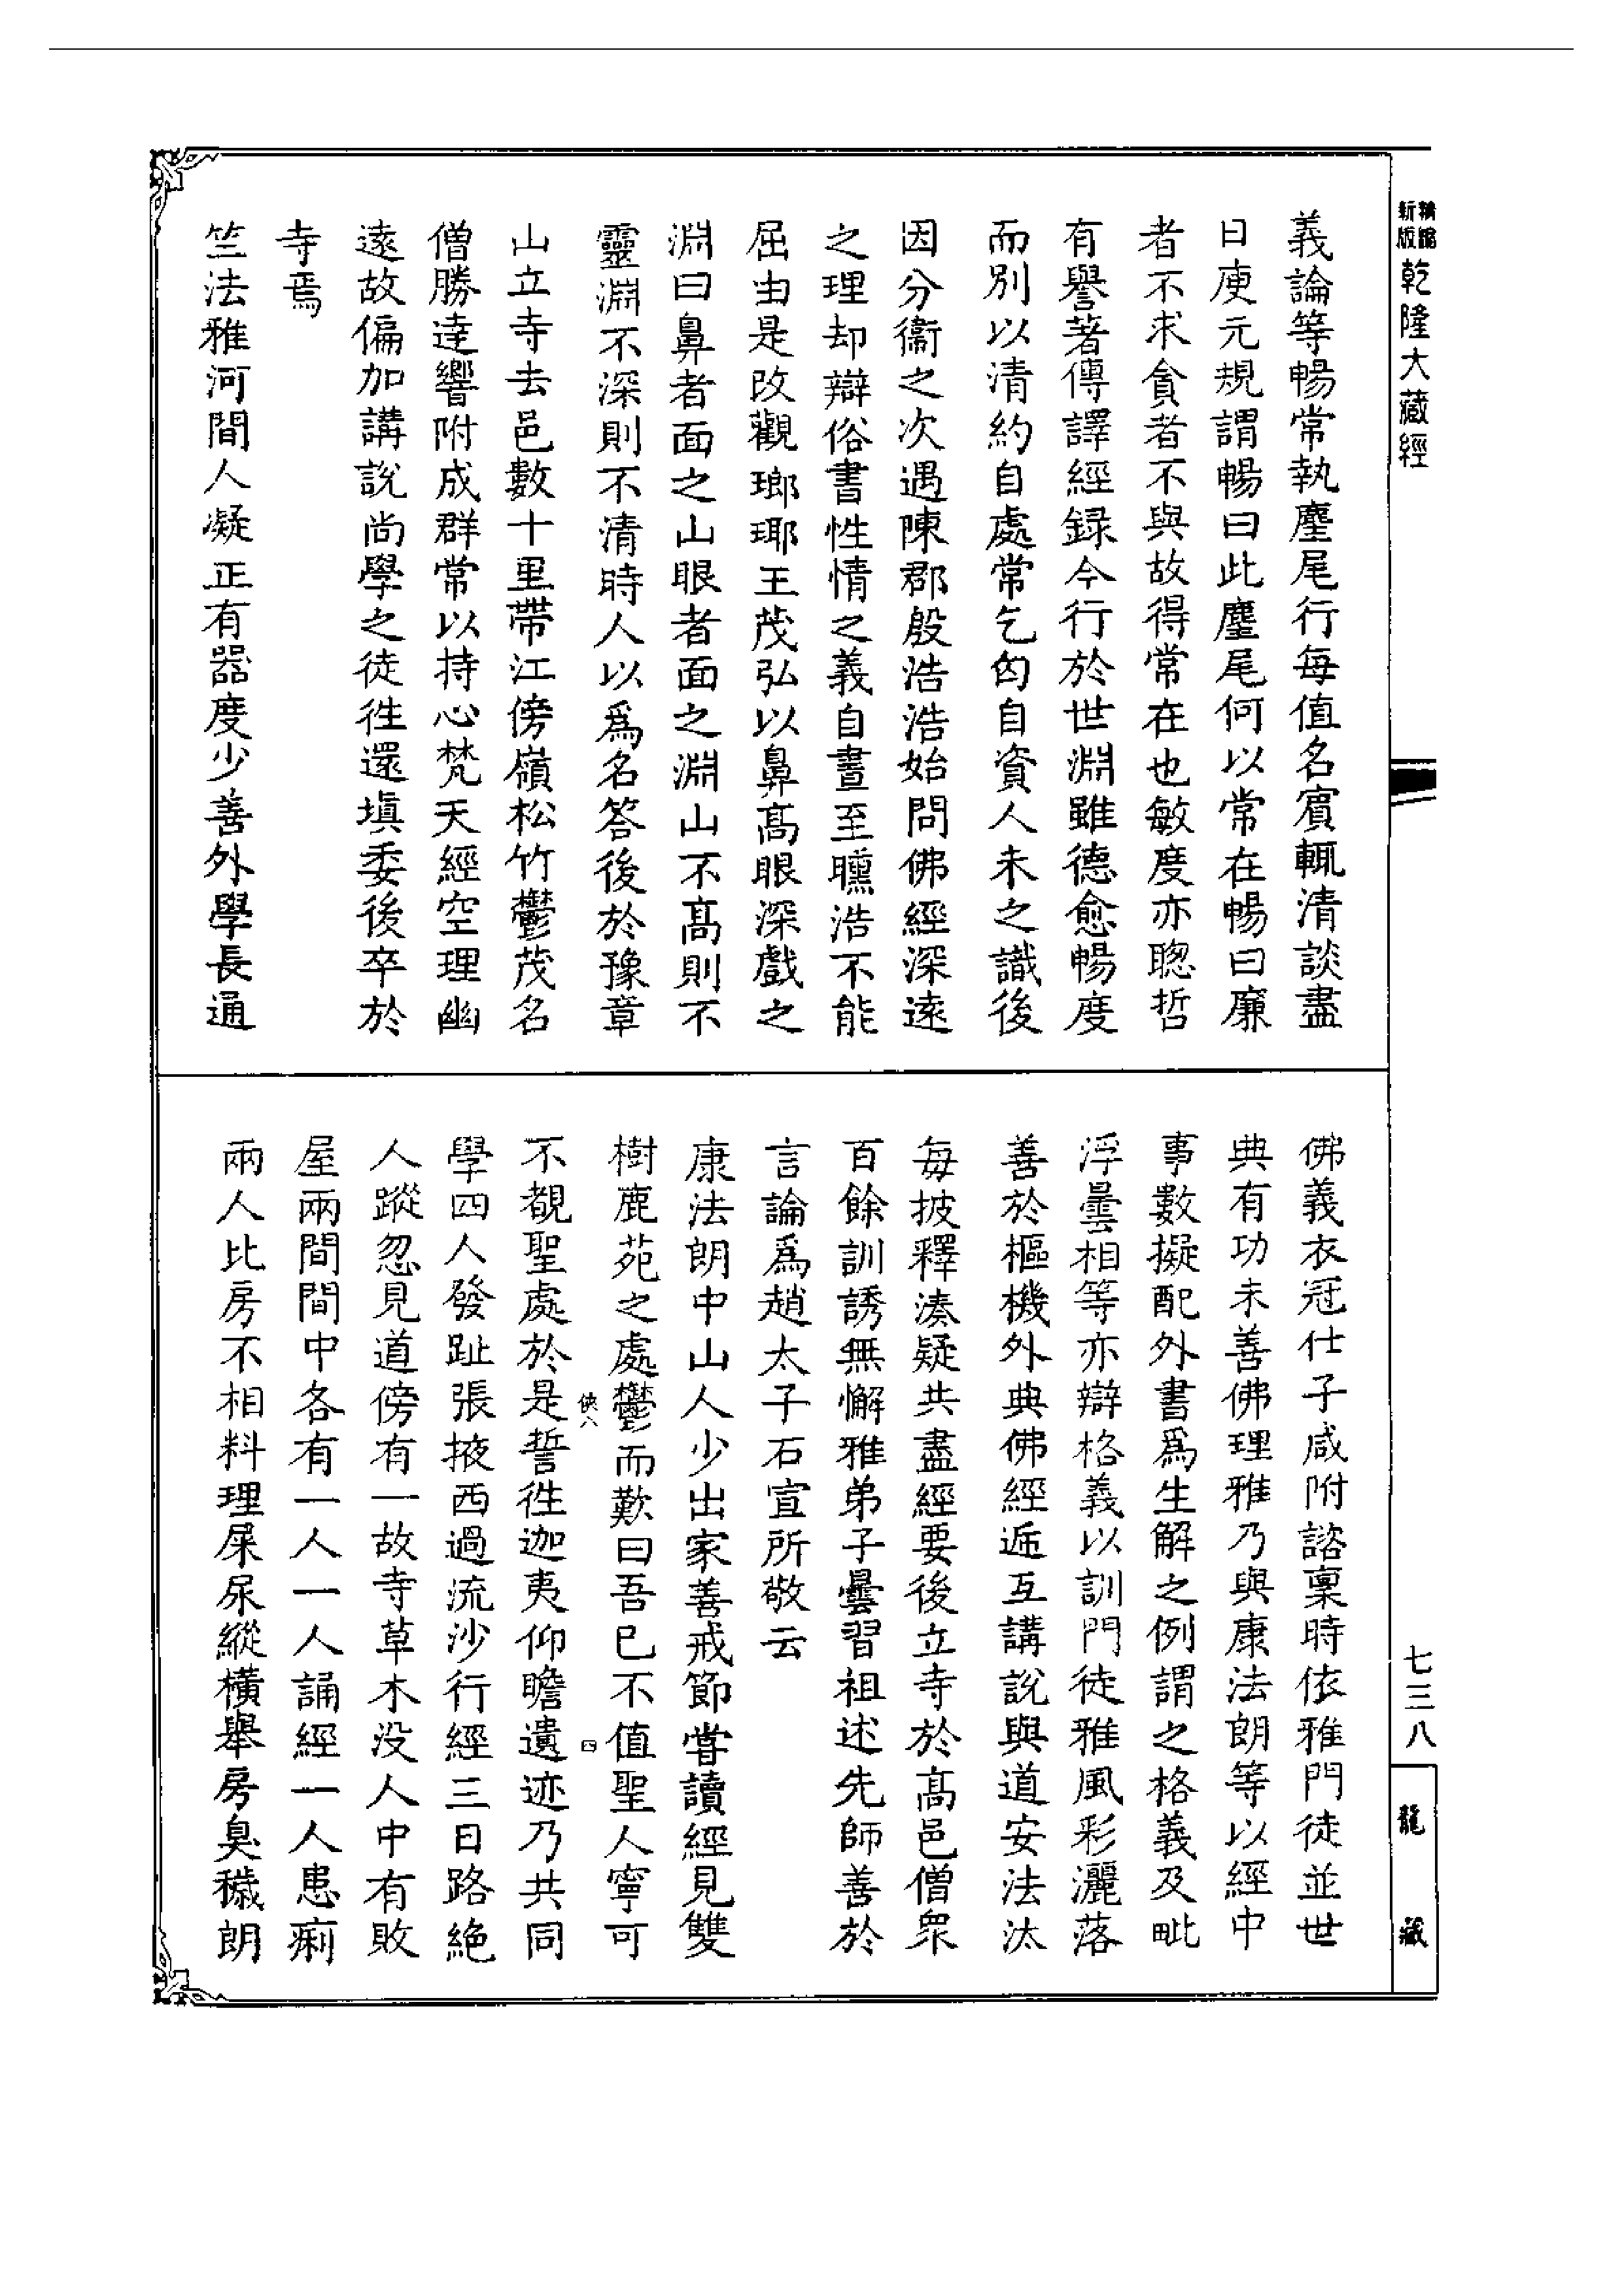 精縮新版乾隆大藏經
義論等暢常執麈尾行每值名賓輒清談盡
日庾元規謂暢曰此麈尾何以常在暢曰廉
者不求貪者不與故得常在也敏度亦聰哲
有譽著傳譯經録今行於世淵雖德愈暢度
而別以清約自處常乞匃自資人未之識後
因分衞之次遇陳郡殷浩浩始問佛經深遠
之理却辯俗書性情之義自晝至曛浩不能
屈由是改觀瑯琊王茂弘以鼻髙眼深戲之
淵曰鼻者面之山眼者面之淵山不髙則不
靈淵不深則不清時人以爲名答後於豫章
山立寺去邑數十里帶江傍嶺松竹鬱茂名
僧勝達響附成群常以持心梵天經空理幽
遠故偏加講說尚學之徒徃還填委後卒於
寺焉
竺法雅河間人凝正有器度少善外學長通
佛義衣冠仕子咸附諮稟時依雅門徒並世
典有功未善佛理雅乃與康法朗等以經中
事數擬配外書爲生解之例謂之格義及毗
浮曇相等亦辯格義以訓門徒雅風彩灑落
善於樞機外典佛經遞互講說與道安法汰
每披釋湊疑共盡經要後立寺於髙邑僧衆
百餘訓誘無懈雅弟子曇習祖述先師善於
言論爲趙太子石宣所敬云
康法朗中山人少出家善戒節嘗讀經見雙
樹鹿苑之處鬱而歎曰吾已不值聖人寧可
俠八
四
不覩聖處於是誓徃迦夷仰瞻遺迹乃共同
學四人發趾張掖西過流沙行經三日路絶
人蹤忽見道傍有一故寺草木没人中有敗
屋兩間間中各有一人一人誦經一人患痢
兩人比房不相料理屎尿縱橫舉房臭穢朗
七三八
龍藏